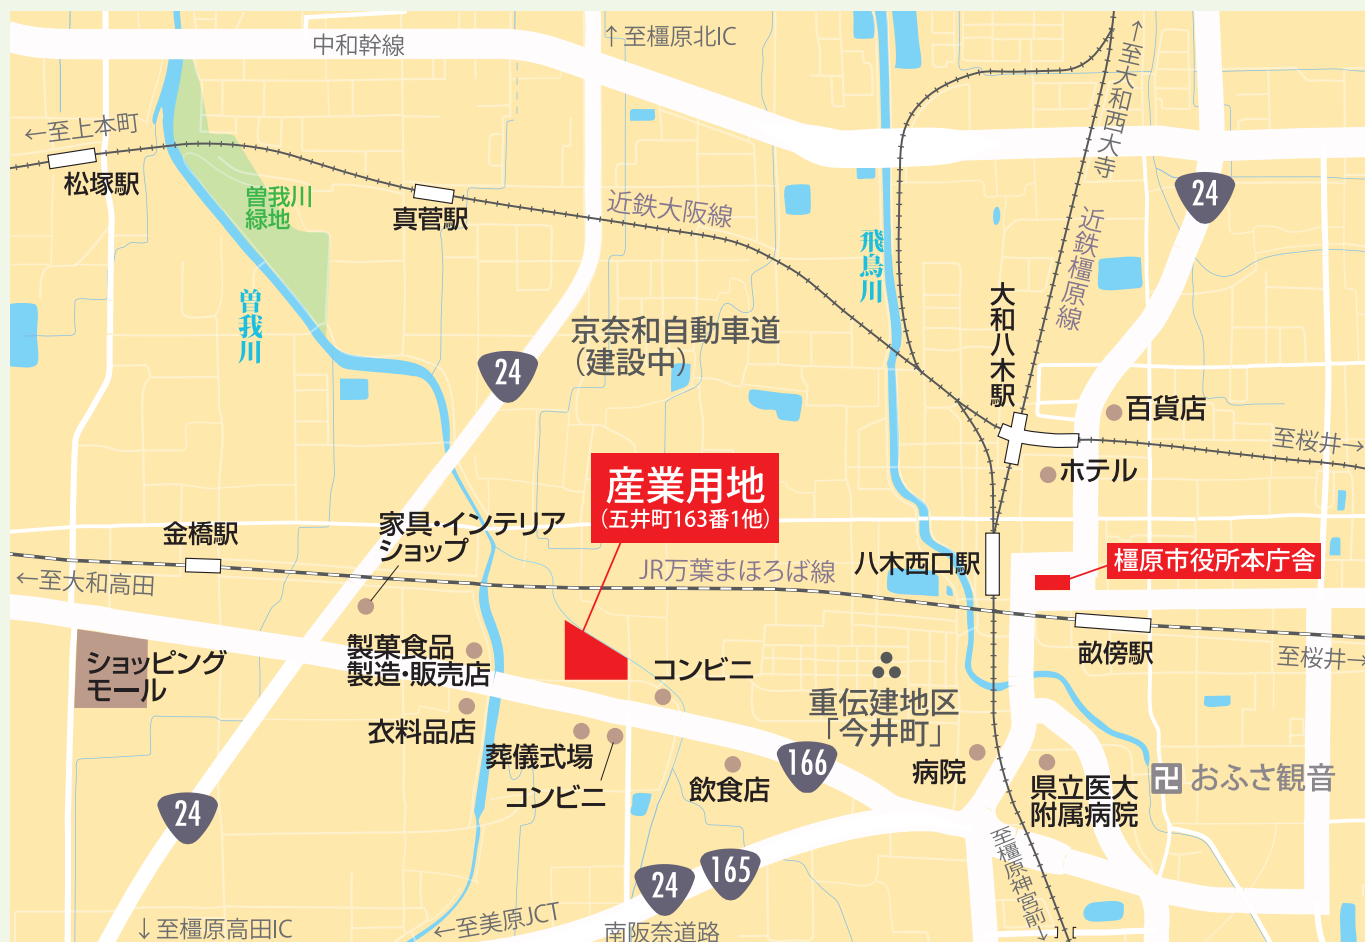 中和幹線
↑至橿原北IC
←至上本町
↑至大和西大寺
松塚駅
曽我川
緑地
真菅駅
近鉄大阪線
24
飛鳥川
近鉄橿原線
曽我川
大和八木駅
京奈和自動車道
(建設中)
24
百貨店
至桜井→
ホテル
産業用地
(五井町163番1他)
金橋駅
家具・インテリア
ショップ
←至大和高田
JR万葉まほろば線
八木西口駅
橿原市役所本庁舎
畝傍駅
至桜井→
ショッピング
モール
製菓食品
製造・販売店
コンビニ
重伝建地区
「今井町」
衣料品店
葬儀式場
コンビニ
飲食店
166
病院
県立医大
附属病院
卍 おふさ観音
24
24
165
至橿原神宮前→
↓至橿原高田IC
←至美原JCT
南阪奈道路